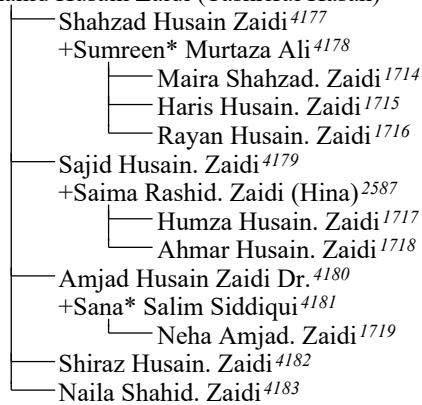 Shahzad Husain Zaidi 4177
+Sumreen* Murtaza Ali 4178
Maira Shahzad. Zaidi 1714
Haris Husain. Zaidi 1715
Rayan Husain. Zaidi 1716
Sajid Husain. Zaidi 4179
+Saima Rashid. Zaidi (Hina) 2587
Humza Husain. Zaidi 1717
Ahmar Husain. Zaidi 1718
Amjad Husain Zaidi Dr. 4180
+Sana* Salim Siddiqui 4181
Neha Amjad. Zaidi 1719
Shiraz Husain. Zaidi 4182
Naila Shahid. Zaidi 4183